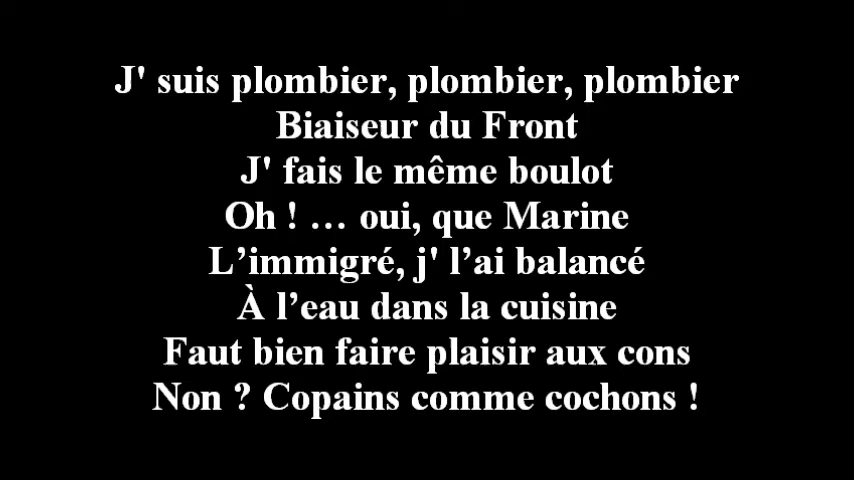 J' suis plombier, plombier, plombier
Biaiseur du Front
J' fais le même boulot
Oh ! … oui, que Marine
L’immigré, j' l’ai balancé
À l’eau dans la cuisine
Faut bien faire plaisir aux cons
Non ? Copains comme cochons !